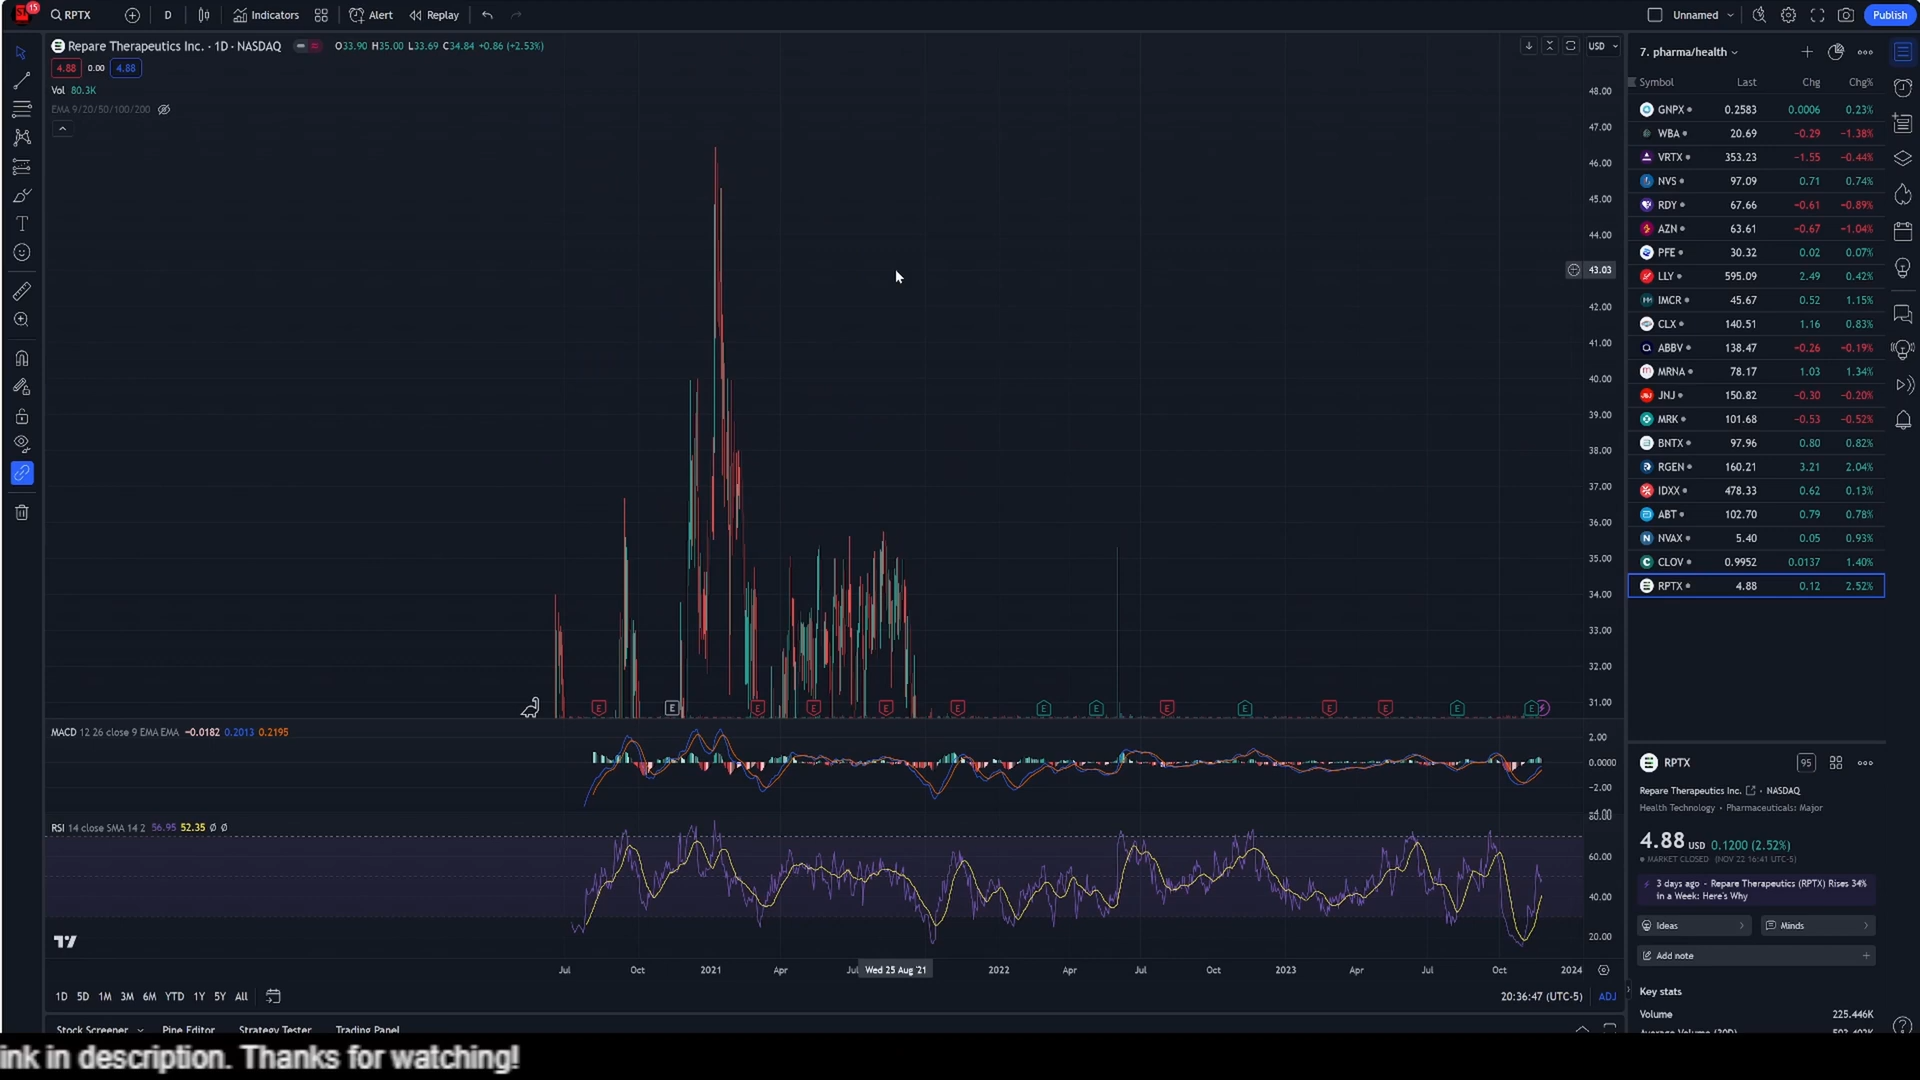 15
RPTX
D
Indicators
Alert
Replay
Unnamed
Publish
Repare Therapeutics Inc. · 1D · NASDAQ
O33.90 H35.00 L33.69 C34.84 +0.86 (+2.53%)
4.88 0.00 4.88
Vol 80.3K
EMA 9/20/50/100/200
USD
48.00
47.00
46.00
45.00
44.00
43.03
42.00
41.00
40.00
39.00
38.00
37.00
36.00
35.00
34.00
33.00
32.00
31.00
E E E E E E E E E E E E E E
MACD 12 26 close 9 EMA EMA −0.0182 0.2013 0.2195
2.00
0.0000
−2.00
−4.00
RSI 14 close SMA 14 2 56.95 52.35 Ø Ø
80.00
60.00
40.00
20.00
Jul Oct 2021 Apr Jul Wed 25 Aug '21 2022 Apr Jul Oct 2023 Apr Jul Oct 2024
1D 5D 1M 3M 6M YTD 1Y 5Y All
20:36:47 (UTC-5) ADJ
Stock Screener Pine Editor Strategy Tester Trading Panel
7. pharma/health
Symbol Last Chg Chg%
GNPX 0.2583 0.0006 0.23%
WBA 20.69 −0.29 −1.38%
VRTX 353.23 −1.55 −0.44%
NVS 97.09 0.71 0.74%
RDY 67.66 −0.61 −0.89%
AZN 63.61 −0.67 −1.04%
PFE 30.32 0.02 0.07%
LLY 595.09 2.49 0.42%
IMCR 45.67 0.52 1.15%
CLX 140.51 1.16 0.83%
ABBV 138.47 −0.26 −0.19%
MRNA 78.17 1.03 1.34%
JNJ 150.82 −0.30 −0.20%
MRK 101.68 −0.53 −0.52%
BNTX 97.96 0.80 0.82%
RGEN 160.21 3.21 2.04%
IDXX 478.33 0.62 0.13%
ABT 102.70 0.79 0.78%
NVAX 5.40 0.05 0.93%
CLOV 0.9952 0.0137 1.40%
RPTX 4.88 0.12 2.52%
RPTX
95
Repare Therapeutics Inc. · NASDAQ
Health Technology · Pharmaceuticals: Major
4.88 USD 0.1200 (2.52%)
MARKET CLOSED (NOV 22 16:41 UTC-5)
3 days ago · Repare Therapeutics (RPTX) Rises 34%
in a Week: Here's Why
Ideas
Minds
Add note
Key stats
Volume 225.446K
Average Volume (30D) 503.402K
ink in description. Thanks for watching!